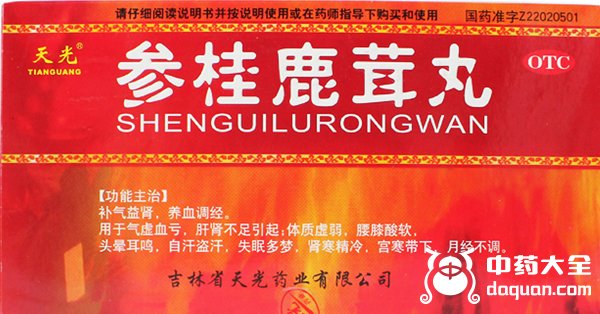 请仔细阅读说明书并按说明使用或在药师指导下购买和使用
国药准字Z22020501
天光®
TIANGUANG
参桂鹿茸丸
OTC
SHENGUILURONGWAN
【功能主治】
补气益肾，养血调经。
用于气虚血亏，肝肾不足引起：体质虚弱，腰膝酸软，
头晕耳鸣，自汗盗汗，失眠多梦，肾寒精冷，宫寒带下，月经不调。
吉林省天光药业有限公司
中药大全
daquan.com